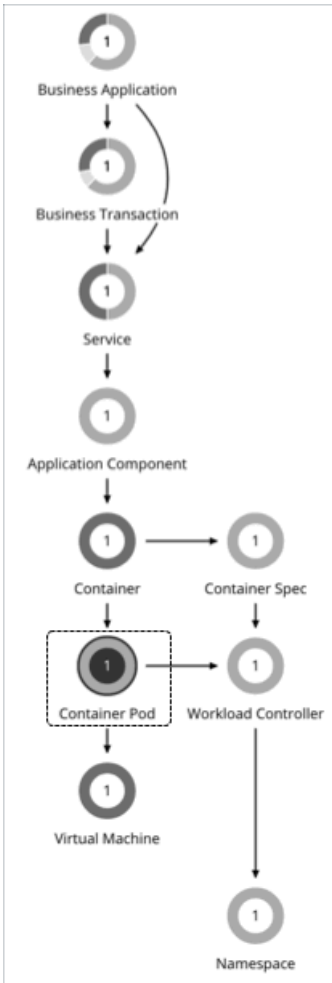 1
Business Application
1
Business Transaction
1
Service
1
Application Component
1
Container
1
Container Spec
1
Container Pod
1
Workload Controller
1
Virtual Machine
1
Namespace